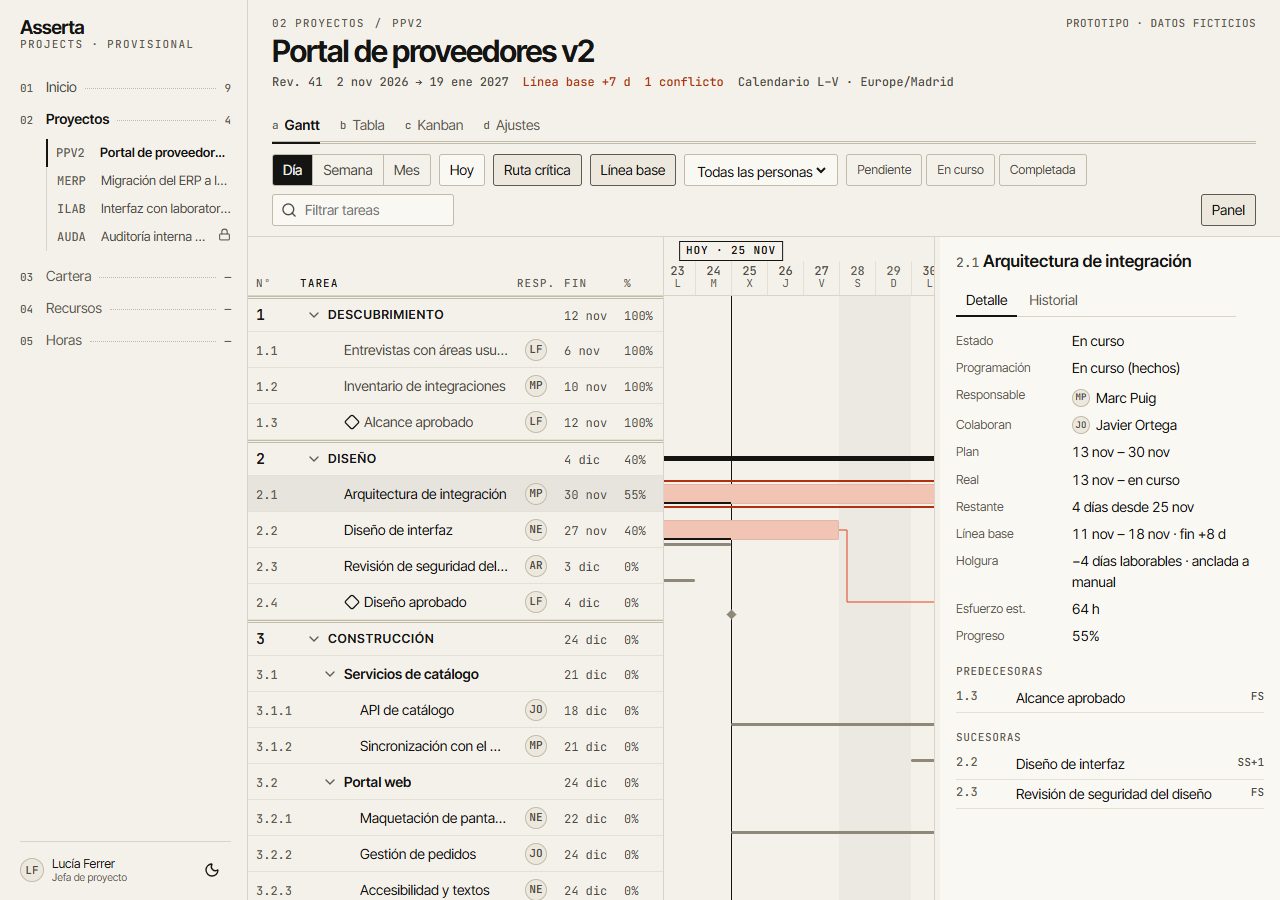 Asserta
PROJECTS · PROVISIONAL
01 Inicio 9
02 Proyectos 4
PPV2 Portal de proveedor...
MERP Migración del ERP a l...
ILAB Interfaz con laborator...
AUDA Auditoría interna ...
03 Cartera –
04 Recursos –
05 Horas –
LF Lucía Ferrer
Jefa de proyecto
02 PROYECTOS / PPV2
PROTOTIPO · DATOS FICTICIOS
Portal de proveedores v2
Rev. 41 2 nov 2026 → 19 ene 2027 Línea base +7 d 1 conflicto Calendario L–V · Europe/Madrid
a Gantt b Tabla c Kanban d Ajustes
Día Semana Mes Hoy Ruta crítica Línea base Todas las personas Pendiente En curso Completada
Filtrar tareas Panel
HOY · 25 NOV
23 24 25 26 27 28 29 30
L M X J V S D L
N° TAREA RESP. FIN %
1 DESCUBRIMIENTO 12 nov 100%
1.1 Entrevistas con áreas usu... LF 6 nov 100%
1.2 Inventario de integraciones MP 10 nov 100%
1.3 Alcance aprobado LF 12 nov 100%
2 DISEÑO 4 dic 40%
2.1 Arquitectura de integración MP 30 nov 55%
2.2 Diseño de interfaz NE 27 nov 40%
2.3 Revisión de seguridad del... AR 3 dic 0%
2.4 Diseño aprobado LF 4 dic 0%
3 CONSTRUCCIÓN 24 dic 0%
3.1 Servicios de catálogo 21 dic 0%
3.1.1 API de catálogo JO 18 dic 0%
3.1.2 Sincronización con el ... MP 21 dic 0%
3.2 Portal web 24 dic 0%
3.2.1 Maquetación de panta... NE 22 dic 0%
3.2.2 Gestión de pedidos JO 24 dic 0%
3.2.3 Accesibilidad y textos NE 24 dic 0%
2.1 Arquitectura de integración
Detalle Historial
Estado En curso
Programación En curso (hechos)
Responsable MP Marc Puig
Colaboran JO Javier Ortega
Plan 13 nov – 30 nov
Real 13 nov – en curso
Restante 4 días desde 25 nov
Línea base 11 nov – 18 nov · fin +8 d
Holgura −4 días laborables · anclada a
manual
Esfuerzo est. 64 h
Progreso 55%
PREDECESORAS
1.3 Alcance aprobado FS
SUCESORAS
2.2 Diseño de interfaz SS+1
2.3 Revisión de seguridad del diseño FS